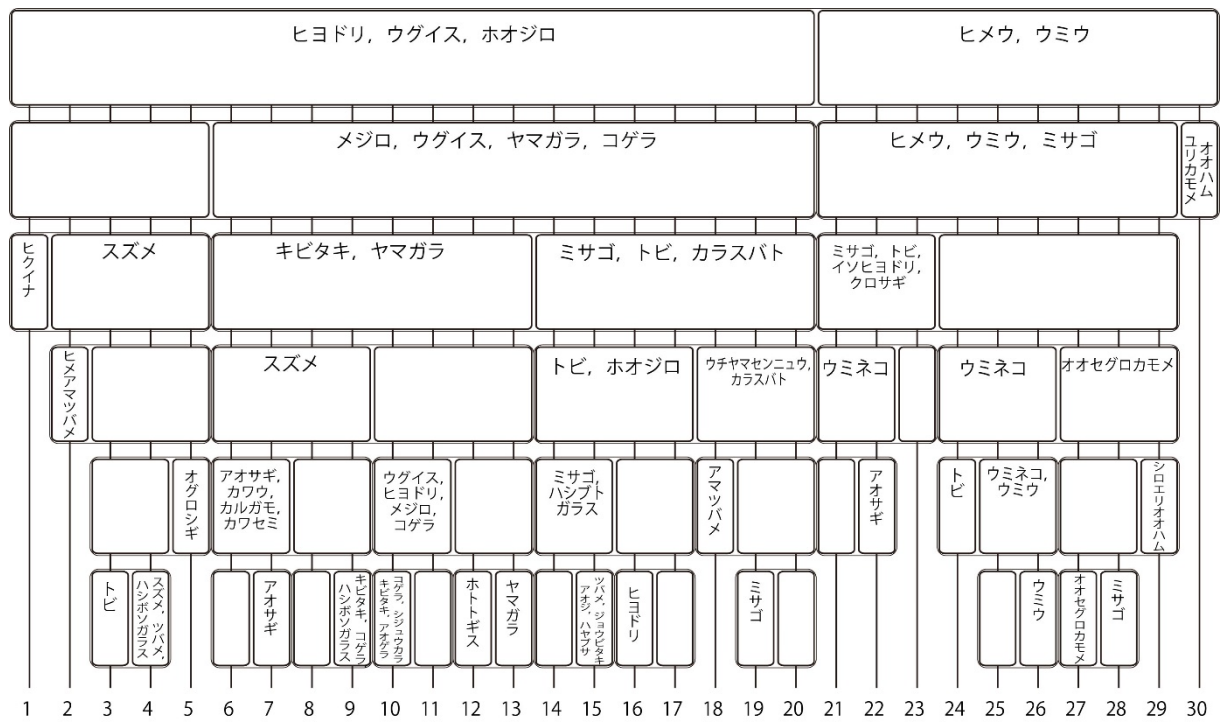 ヒヨドリ，ウグイス，ホオジロ
ヒメウ，ウミウ
メジロ，ウグイス，ヤマガラ，コゲラ
ヒメウ，ウミウ，ミサゴ
オオハム
ユリカモメ
ヒクイナ
スズメ
キビタキ，ヤマガラ
ミサゴ，トビ，カラスバト
ミサゴ，トビ，
イソヒヨドリ，
クロサギ
ヒメアマツバメ
スズメ
トビ，ホオジロ
ウチヤマセンニュウ，
カラスバト
ウミネコ
ウミネコ
オオセグロカモメ
オグロシギ
アオサギ，
カワウ，
カルガモ，
カワセミ
ウグイス，
ヒヨドリ，
メジロ，
コゲラ
ミサゴ，
ハシブト
ガラス
アマツバメ
アオサギ
トビ
ウミネコ，
ウミウ
シロエリオオハム
トビ
スズメ，ツバメ，
ハシボソガラス
アオサギ
キビタキ，コゲラ
ハシボソガラス
コゲラ，シジュウカラ
キビタキ，アオゲラ
ホトトギス
ヤマガラ
ツバメ，ジョウビタキ
アオジ，ハヤブサ
ヒヨドリ
ミサゴ
ウミウ
オオセグロカモメ
ミサゴ
1 2 3 4 5 6 7 8 9 10 11 12 13 14 15 16 17 18 19 20 21 22 23 24 25 26 27 28 29 30